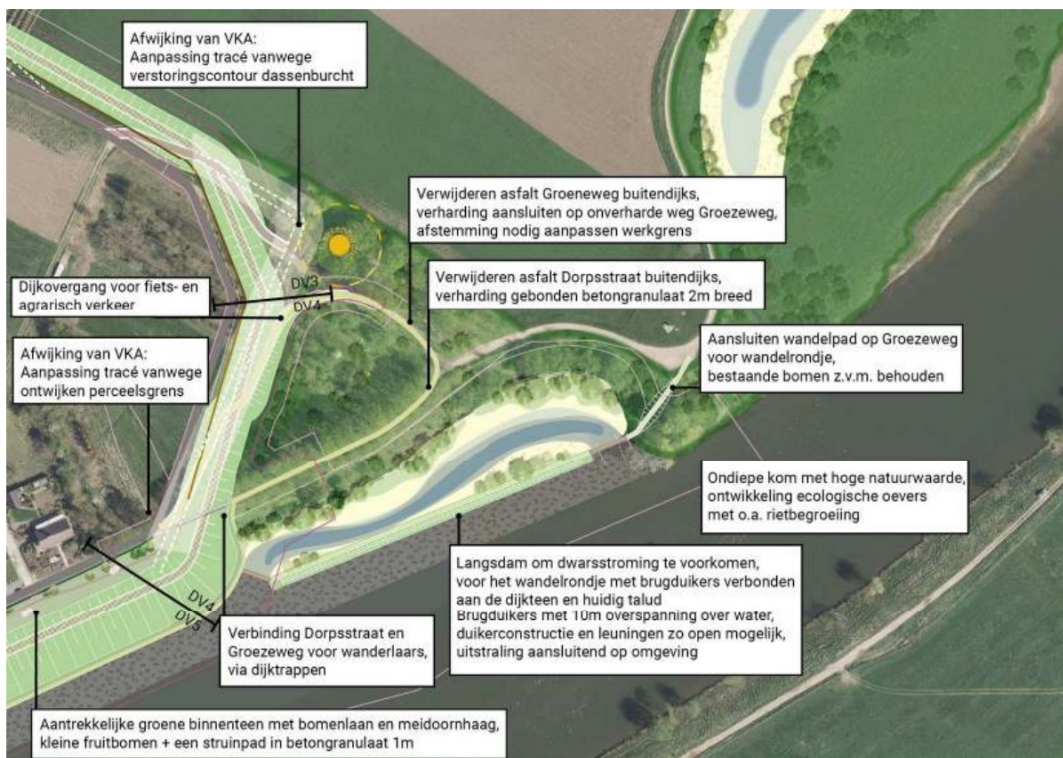 Afwijking van VKA:
Aanpassing tracé vanwege
verstoringscontour dassenburcht
Verwijderen asfalt Groeneweg buitendijks,
verharding aansluiten op onverharde weg Groezeweg,
afstemming nodig aanpassen werkgrens
Dijkovergang voor fiets- en
agrarisch verkeer
DV3
DV4
Verwijderen asfalt Dorpsstraat buitendijks,
verharding gebonden betongranulaat 2m breed
Afwijking van VKA:
Aanpassing tracé vanwege
ontwijken perceelsgrens
Aansluiten wandelpad op Groezeweg
voor wandelrondje,
bestaande bomen z.v.m. behouden
Ondiepe kom met hoge natuurwaarde,
ontwikkeling ecologische oevers
met o.a. rietbegroeiing
Langsdam om dwarsstroming te voorkomen,
voor het wandelrondje met brugduikers verbonden
aan de dijkteen en huidig talud
Brugduikers met 10m overspanning over water,
duikerconstructie en leuningen zo open mogelijk,
uitstraling aansluitend op omgeving
DV4
DV5
Verbinding Dorpsstraat en
Groezeweg voor wanderlaars,
via dijktrappen
Aantrekkelijke groene binnenteen met bomenlaan en meidoornhaag,
kleine fruitbomen + een struinpad in betongranulaat 1m